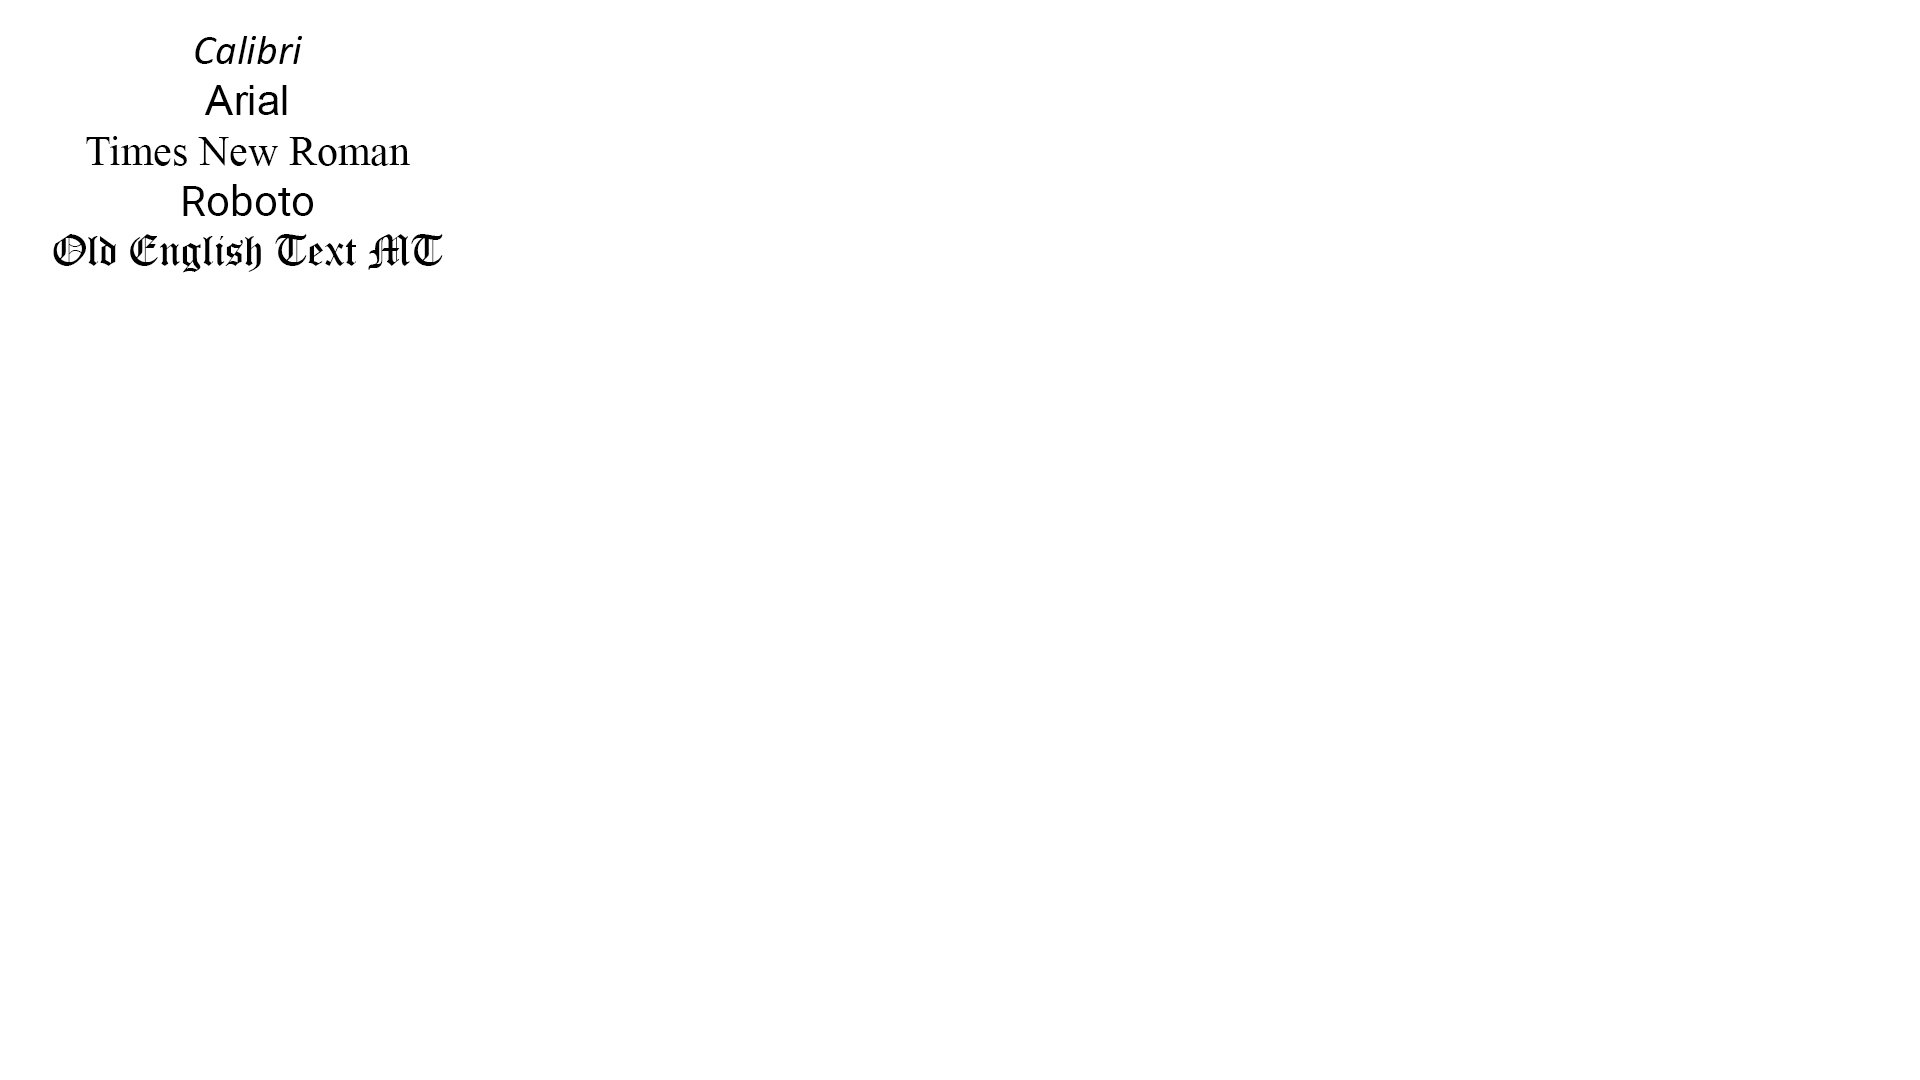 Calibri
Arial
Times New Roman
Roboto
Old English Text MT